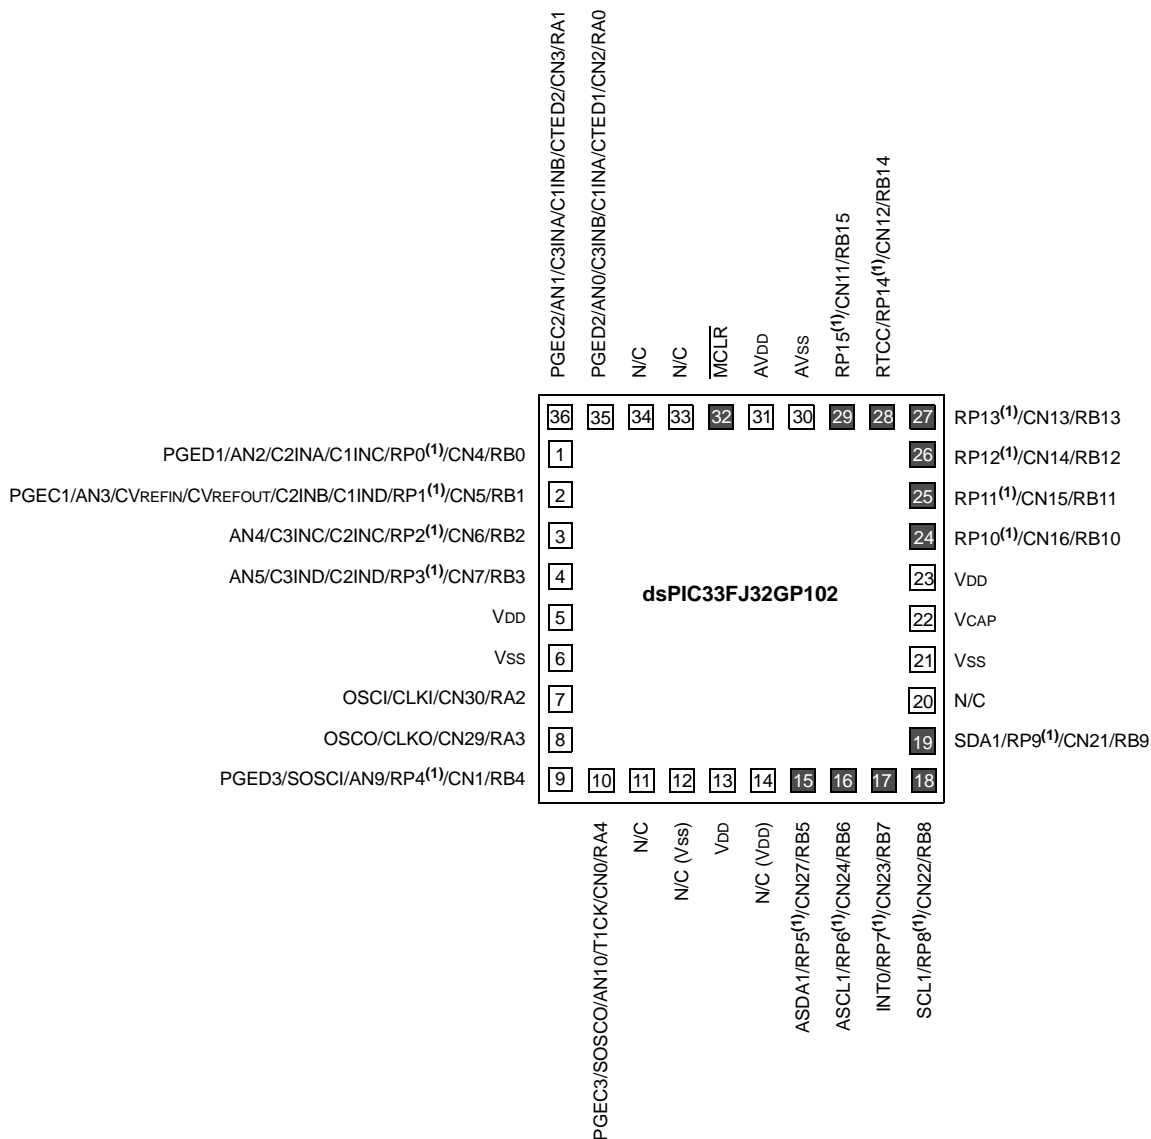 PGEC2/AN1/C3INA/C1INB/CTED2/CN3/RA1
PGED2/AN0/C3INB/C1INA/CTED1/CN2/RA0
N/C
N/C
MCLR
AVDD
AVSS
RP15(1)/CN11/RB15
RTCC/RP14(1)/CN12/RB14
36 35 34 33 32 31 30 29 28 27 RP13(1)/CN13/RB13
PGED1/AN2/C2INA/C1INC/RP0(1)/CN4/RB0 1 26 RP12(1)/CN14/RB12
PGEC1/AN3/CVREFIN/CVREFOUT/C2INB/C1IND/RP1(1)/CN5/RB1 2 25 RP11(1)/CN15/RB11
AN4/C3INC/C2INC/RP2(1)/CN6/RB2 3 24 RP10(1)/CN16/RB10
AN5/C3IND/C2IND/RP3(1)/CN7/RB3 4 23 VDD
dsPIC33FJ32GP102
VDD 5 22 VCAP
VSS 6 21 VSS
OSCI/CLKI/CN30/RA2 7 20 N/C
OSCO/CLKO/CN29/RA3 8 19 SDA1/RP9(1)/CN21/RB9
PGED3/SOSCI/AN9/RP4(1)/CN1/RB4 9 10 11 12 13 14 15 16 17 18
PGEC3/SOSCO/AN10/T1CK/CN0/RA4
N/C
N/C (VSS)
VDD
N/C (VDD)
ASDA1/RP5(1)/CN27/RB5
ASCL1/RP6(1)/CN24/RB6
INT0/RP7(1)/CN23/RB7
SCL1/RP8(1)/CN22/RB8